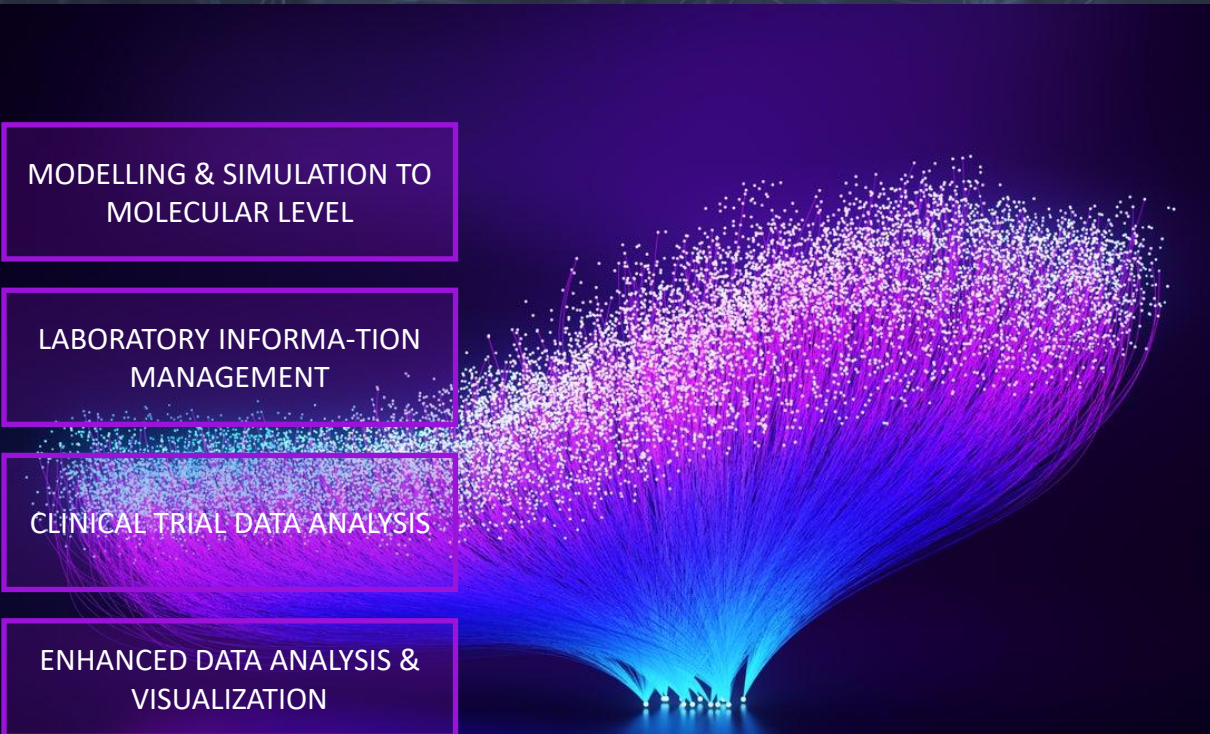 MODELLING & SIMULATION TO
MOLECULAR LEVEL
LABORATORY INFORMA-TION
MANAGEMENT
CLINICAL TRIAL DATA ANALYSIS
ENHANCED DATA ANALYSIS &
VISUALIZATION